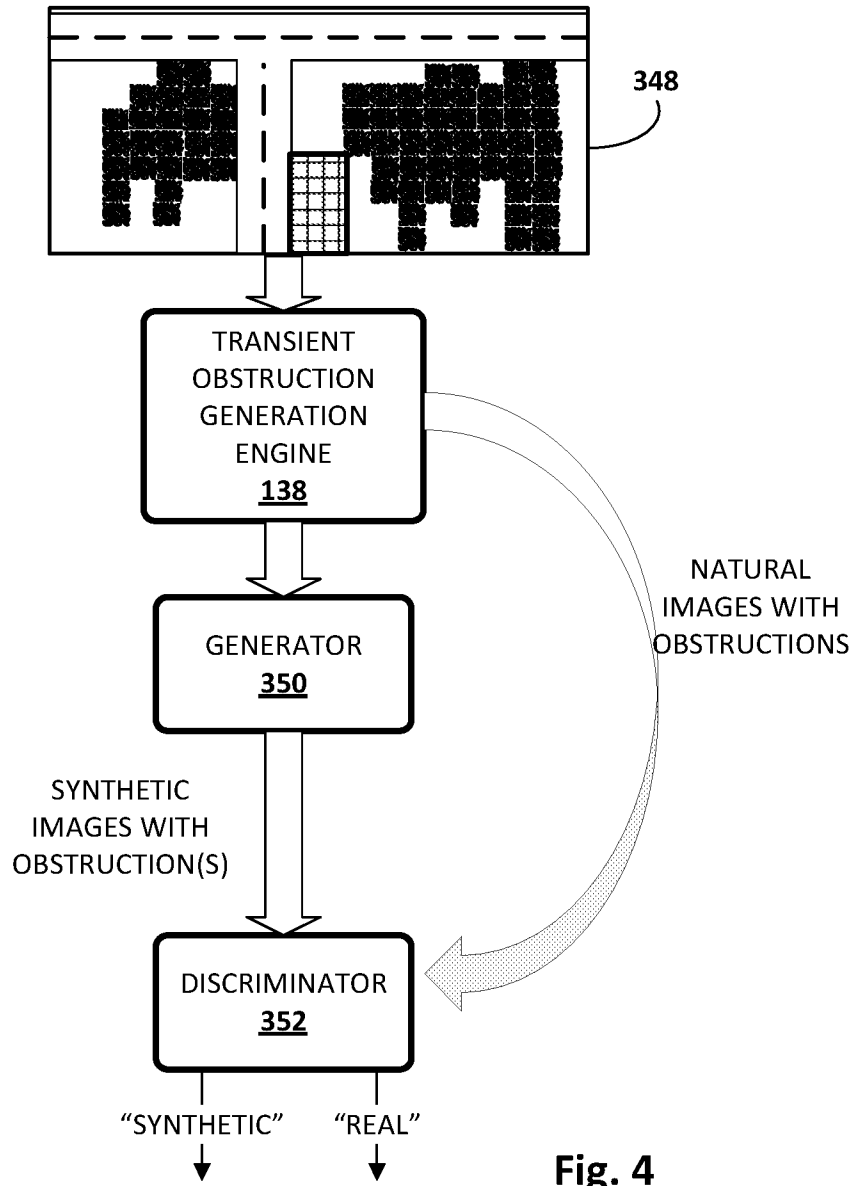 348
TRANSIENT
OBSTRUCTION
GENERATION
ENGINE
138
NATURAL
IMAGES WITH
OBSTRUCTIONS
GENERATOR
350
SYNTHETIC
IMAGES WITH
OBSTRUCTION(S)
DISCRIMINATOR
352
“SYNTHETIC”
“REAL”
Fig. 4